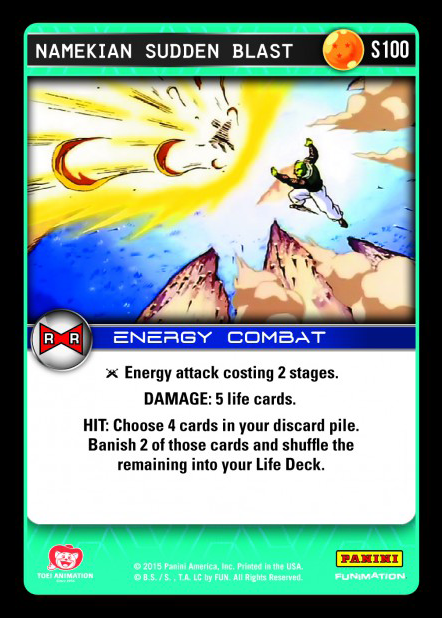 NAMEKIAN SUDDEN BLAST S100
R R ENERGY COMBAT
Energy attack costing 2 stages.
DAMAGE: 5 life cards.
HIT: Choose 4 cards in your discard pile.
Banish 2 of those cards and shuffle the
remaining into your Life Deck.
TOEI ANIMATION
© 2015 Panini America, Inc. Printed in the USA.
© B.S. / S. , T.A. LC by FUN. All Rights Reserved.
PANINI
FUNIMATION